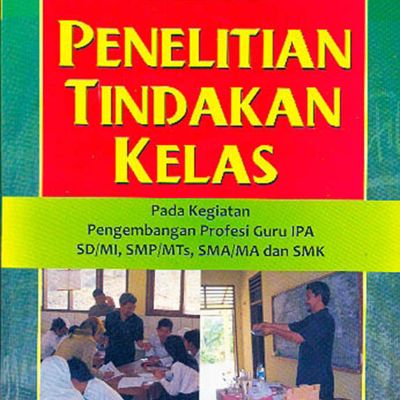 PENELITIAN
TINDAKAN
KELAS
Pada Kegiatan
Pengembangan Profesi Guru IPA
SD/MI, SMP/MTs, SMA/MA dan SMK